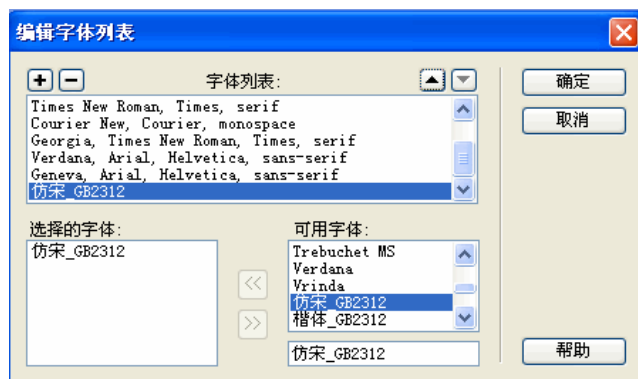 编辑字体列表
字体列表:
确定
取消
Times New Roman, Times, serif
Courier New, Courier, monospace
Georgia, Times New Roman, Times, serif
Verdana, Arial, Helvetica, sans-serif
Geneva, Arial, Helvetica, sans-serif
仿宋_GB2312
选择的字体:
仿宋_GB2312
可用字体:
Trebuchet MS
Verdana
Vrinda
仿宋_GB2312
楷体_GB2312
仿宋_GB2312
帮助